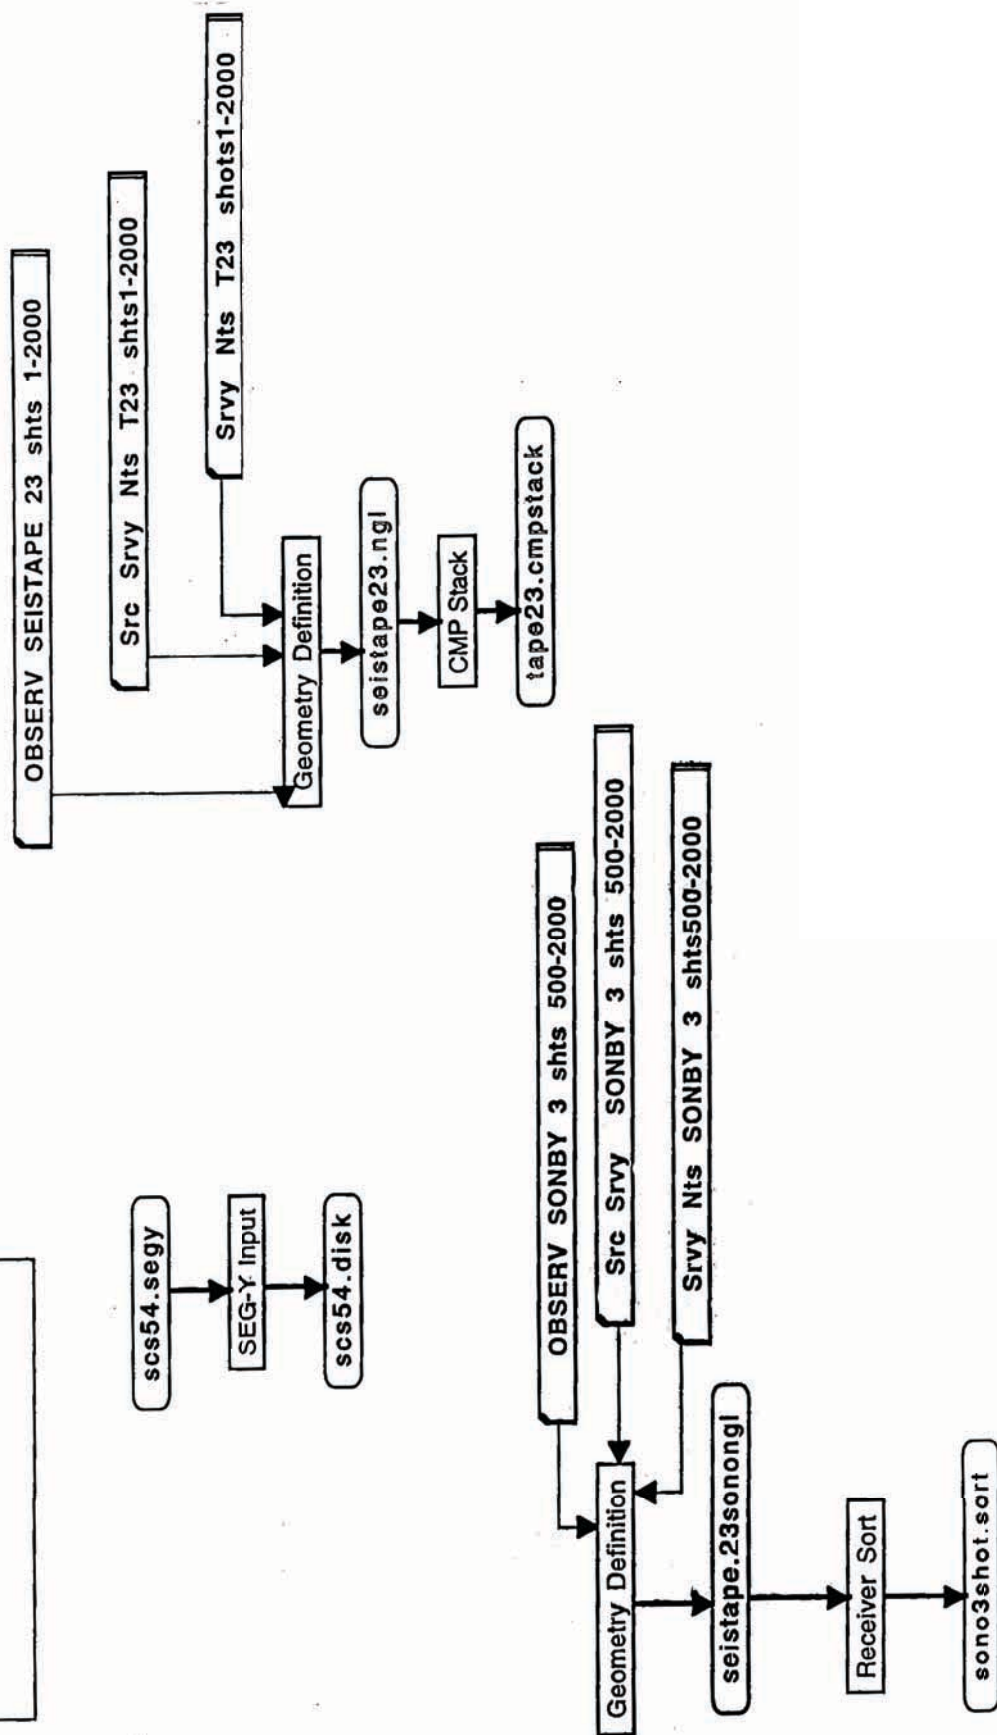 scs54.segy
SEG-Y Input
scs54.disk
OBSERV SEISTAPE 23 shts 1-2000
Src Srvy Nts T23 shts1-2000
Srvy Nts T23 shots1-2000
Geometry Definition
seistape23.ngl
CMP Stack
tape23.cmpstack
OBSERV SONBY 3 shts 500-2000
Src Srvy SONBY 3 shts 500-2000
Srvy Nts SONBY 3 shts500-2000
Geometry Definition
seistape.23sonongl
Receiver Sort
sono3shot.sort